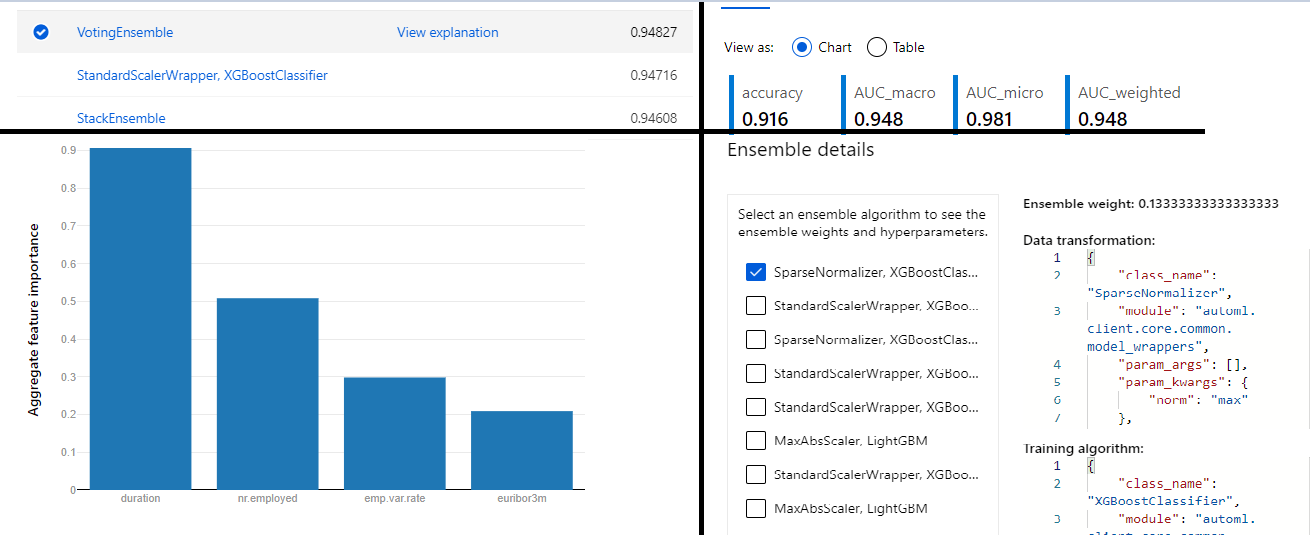 VotingEnsemble View explanation 0.94827
StandardScalerWrapper, XGBoostClassifier 0.94716
StackEnsemble 0.94608
View as: Chart Table
accuracy AUC_macro AUC_micro AUC_weighted
0.916 0.948 0.981 0.948
Aggregate feature importance
0.9
0.8
0.7
0.6
0.5
0.4
0.3
0.2
0.1
0
duration nr.employed emp.var.rate euribor3m
Ensemble details
Select an ensemble algorithm to see the
ensemble weights and hyperparameters.
SparseNormalizer, XGBoostClas...
StandardScalerWrapper, XGBoo...
SparseNormalizer, XGBoostClas...
StandardScalerWrapper, XGBoo...
StandardScalerWrapper, XGBoo...
MaxAbsScaler, LightGBM
StandardScalerWrapper, XGBoo...
MaxAbsScaler, LightGBM
Ensemble weight: 0.13333333333333333
Data transformation:
1 {
2 "class_name":
"SparseNormalizer",
3 "module": "automl.
client.core.common.
model_wrappers",
4 "param_args": [],
5 "param_kwargs": {
6 "norm": "max"
7 },
Training algorithm:
1 {
2 "class_name":
"XGBoostClassifier",
3 "module": "automl.
client.core.common.